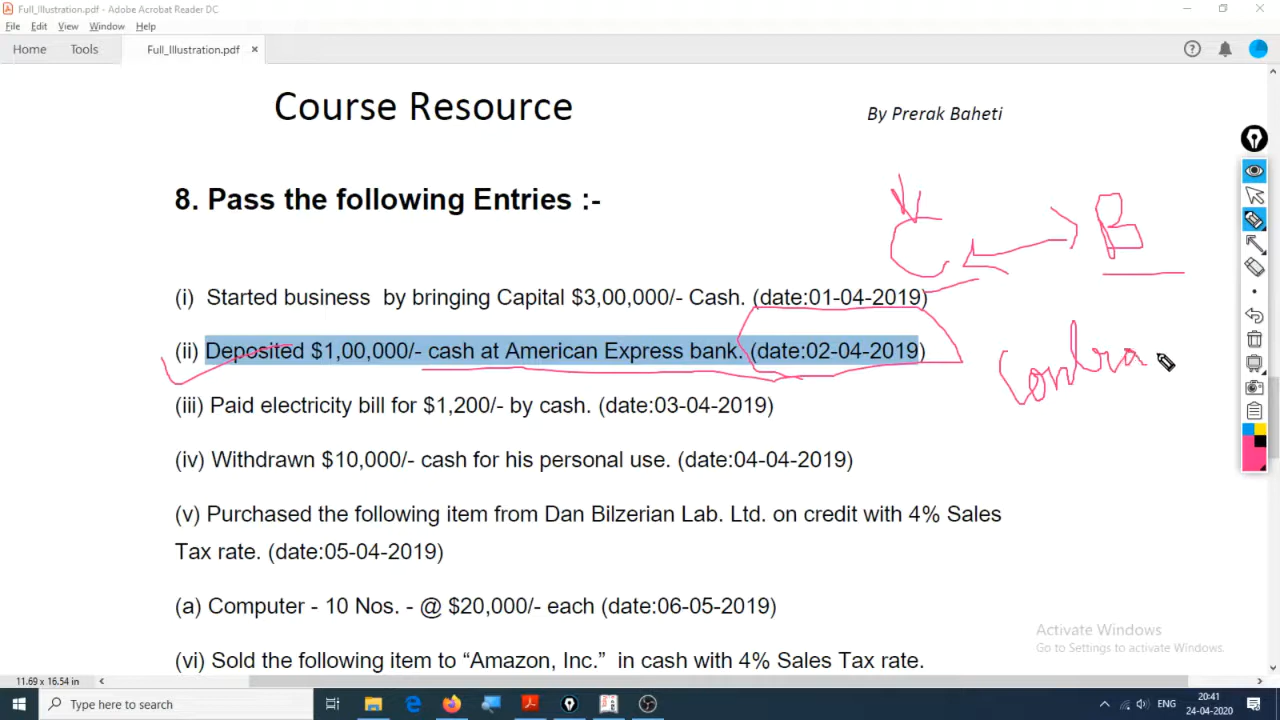 Full_Illustration.pdf - Adobe Acrobat Reader DC
File Edit View Window Help
Home Tools Full_Illustration.pdf ×
Course Resource By Prerak Baheti
8. Pass the following Entries :-
C B
(i) Started business by bringing Capital $3,00,000/- Cash. (date:01-04-2019)
(ii) Deposited $1,00,000/- cash at American Express bank. (date:02-04-2019)
Contra
(iii) Paid electricity bill for $1,200/- by cash. (date:03-04-2019)
(iv) Withdrawn $10,000/- cash for his personal use. (date:04-04-2019)
(v) Purchased the following item from Dan Bilzerian Lab. Ltd. on credit with 4% Sales
Tax rate. (date:05-04-2019)
(a) Computer - 10 Nos. - @ $20,000/- each (date:06-05-2019)
Activate Windows
Go to Settings to activate Windows.
(vi) Sold the following item to “Amazon, Inc.” in cash with 4% Sales Tax rate.
11.69 x 16.54 in
Type here to search
ENG
20:41
24-04-2020